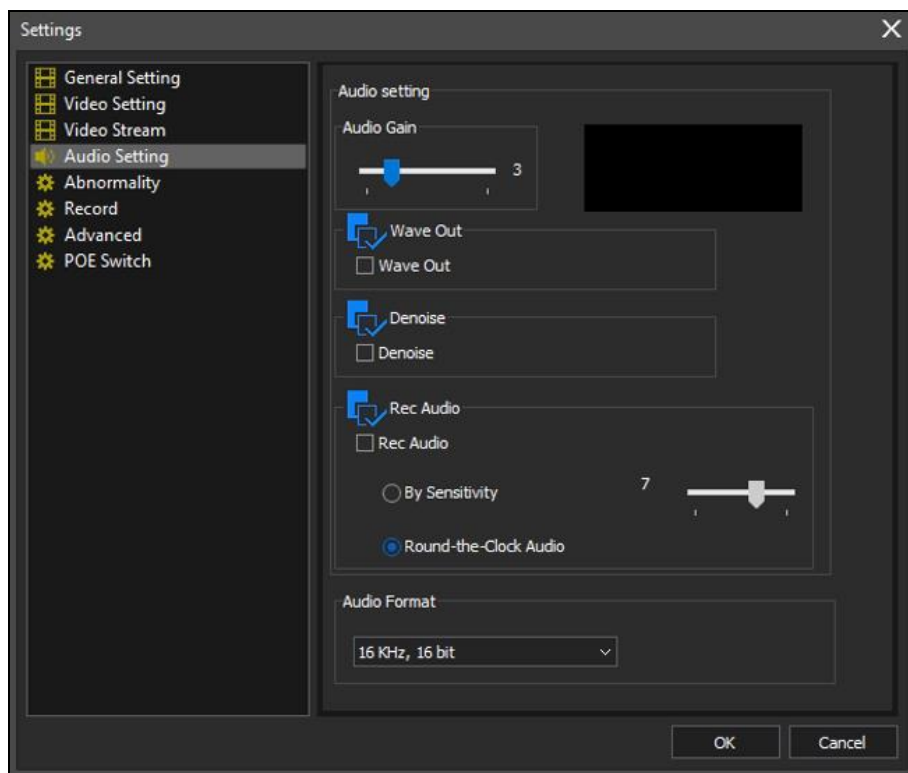 Settings
General Setting
Video Setting
Video Stream
Audio Setting
Abnormality
Record
Advanced
POE Switch
Audio setting
Audio Gain
3
Wave Out
Wave Out
Denoise
Denoise
Rec Audio
Rec Audio
By Sensitivity 7
Round-the-Clock Audio
Audio Format
16 KHz, 16 bit
OK Cancel